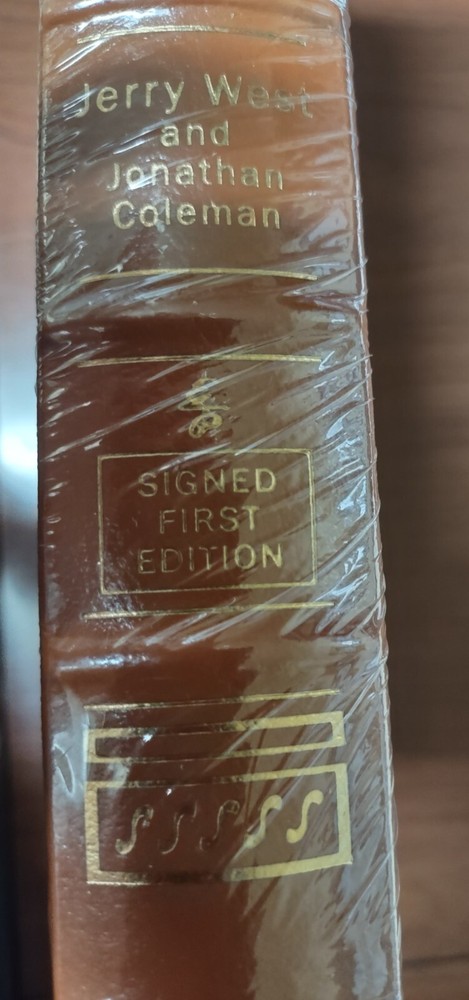 Jerry West
and
Jonathan
Coleman
SIGNED
FIRST
EDITION